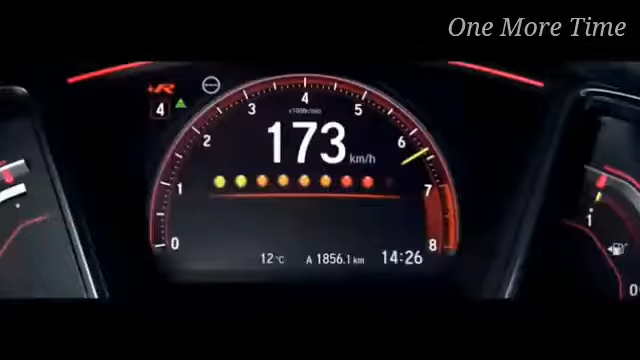 One More Time
+R
4
0 1 2 3 4 5 6 7 8
x1000r/min
173 km/h
12°C A 1856.1 km 14:26
1